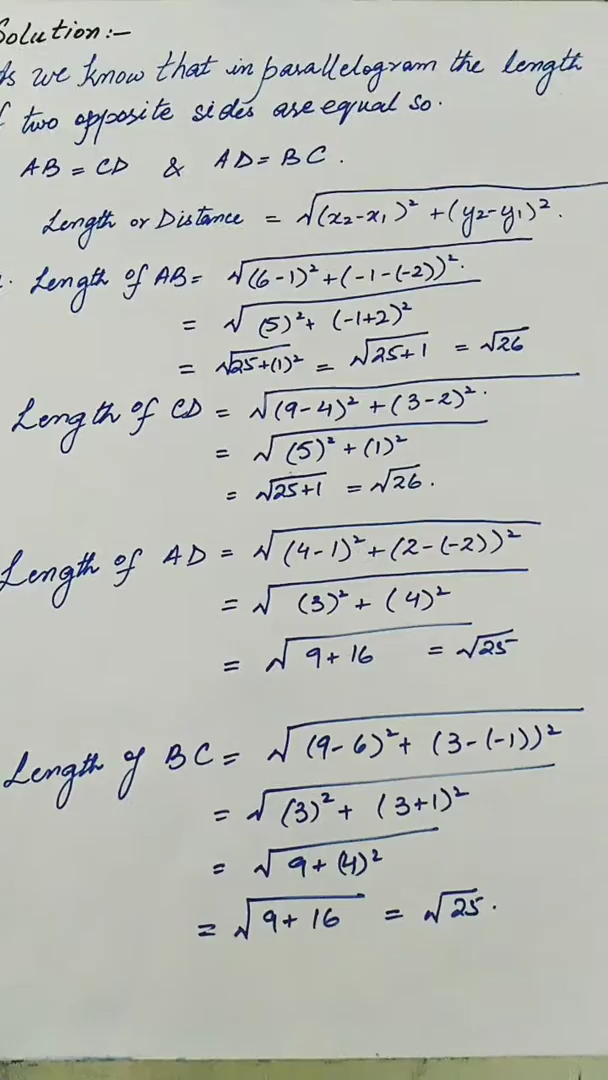 Solution:-
As we know that in parallelogram the length
of two opposite sides are equal so.
AB = CD & AD = BC.
Length or Distance = √(x₂-x₁)² + (y₂-y₁)².
Length of AB = √(6-1)² + (-1-(-2))².
= √(5)² + (-1+2)²
= √25+(1)² = √25+1 = √26
Length of CD = √(9-4)² + (3-2)².
= √(5)² + (1)²
= √25+1 = √26.
Length of AD = √(4-1)² + (2-(-2))²
= √(3)² + (4)²
= √9+16 = √25
Length of BC = √(9-6)² + (3-(-1))²
= √(3)² + (3+1)²
= √9+(4)²
= √9+16 = √25.